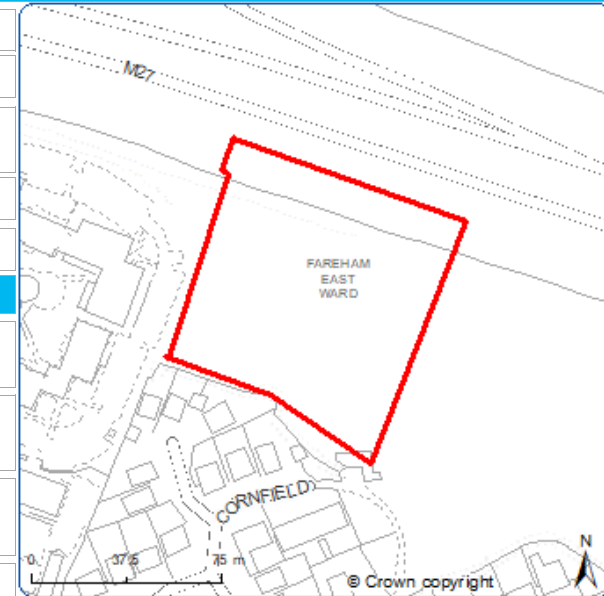 M27
FAREHAM
EAST
WARD
CORNFIELD
0 37.5 75 m
N
© Crown copyright